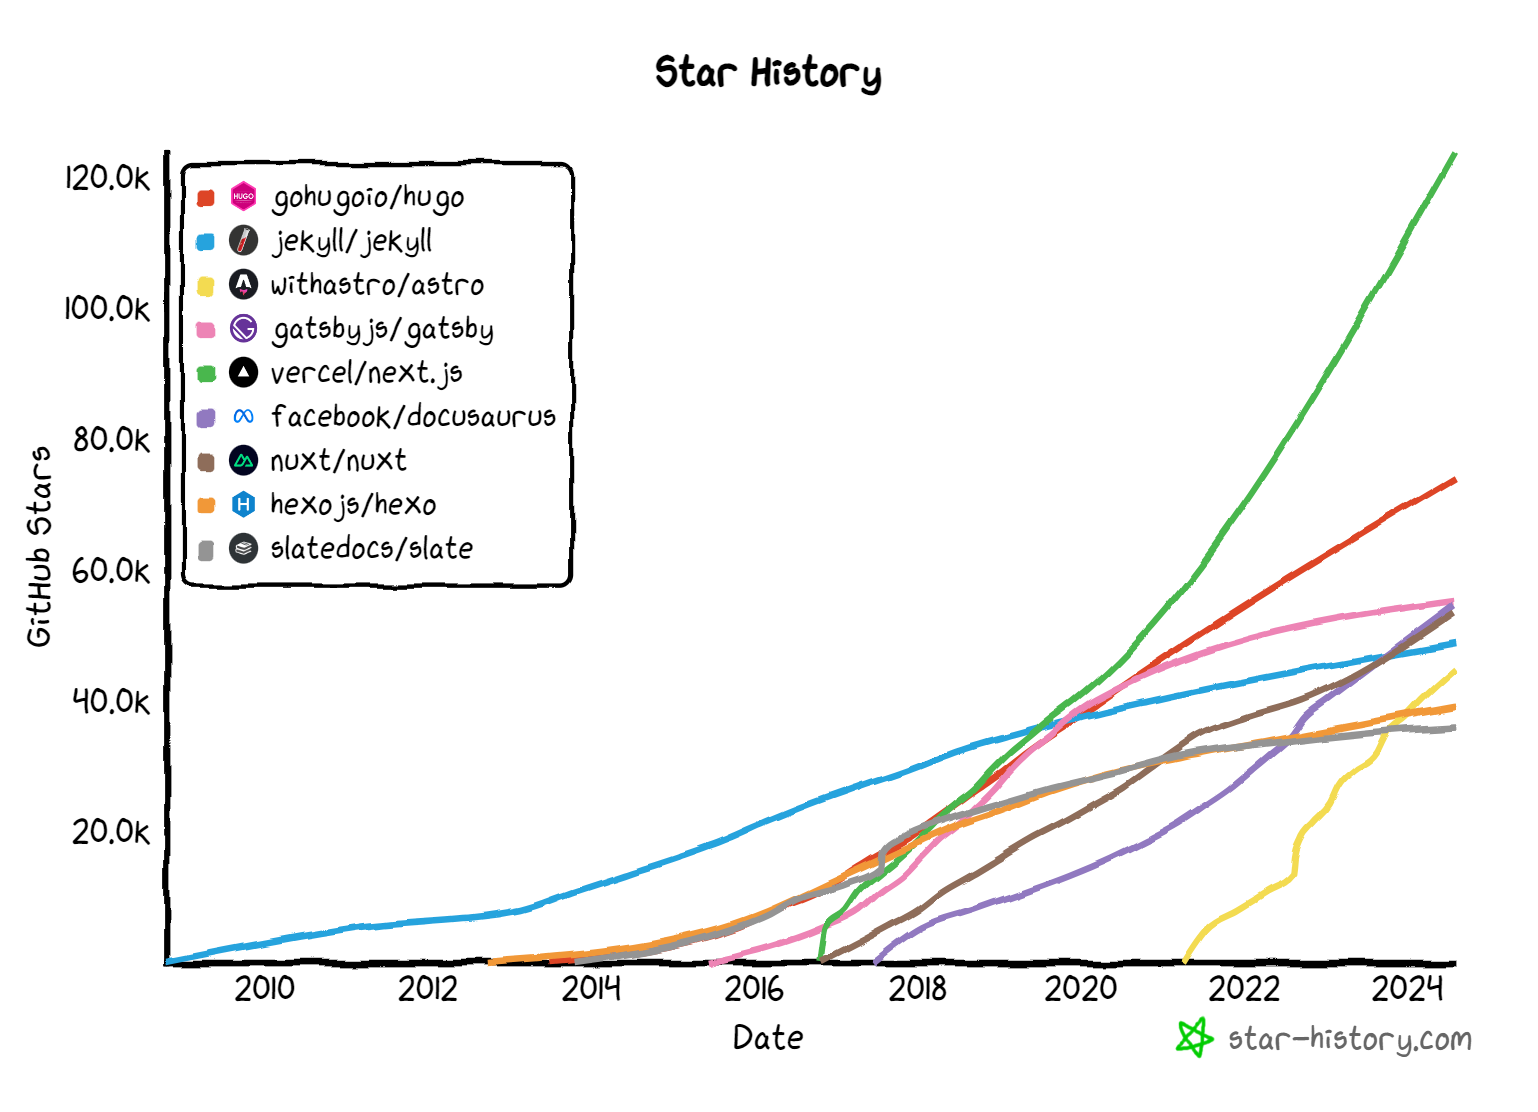 Star History
120.0k
100.0k
80.0k
60.0k
40.0k
20.0k
GitHub Stars
HUGO gohugoio/hugo
jekyll/jekyll
withastro/astro
gatsbyjs/gatsby
vercel/next.js
facebook/docusaurus
nuxt/nuxt
H hexojs/hexo
slatedocs/slate
2010 2012 2014 2016 2018 2020 2022 2024
Date
star-history.com